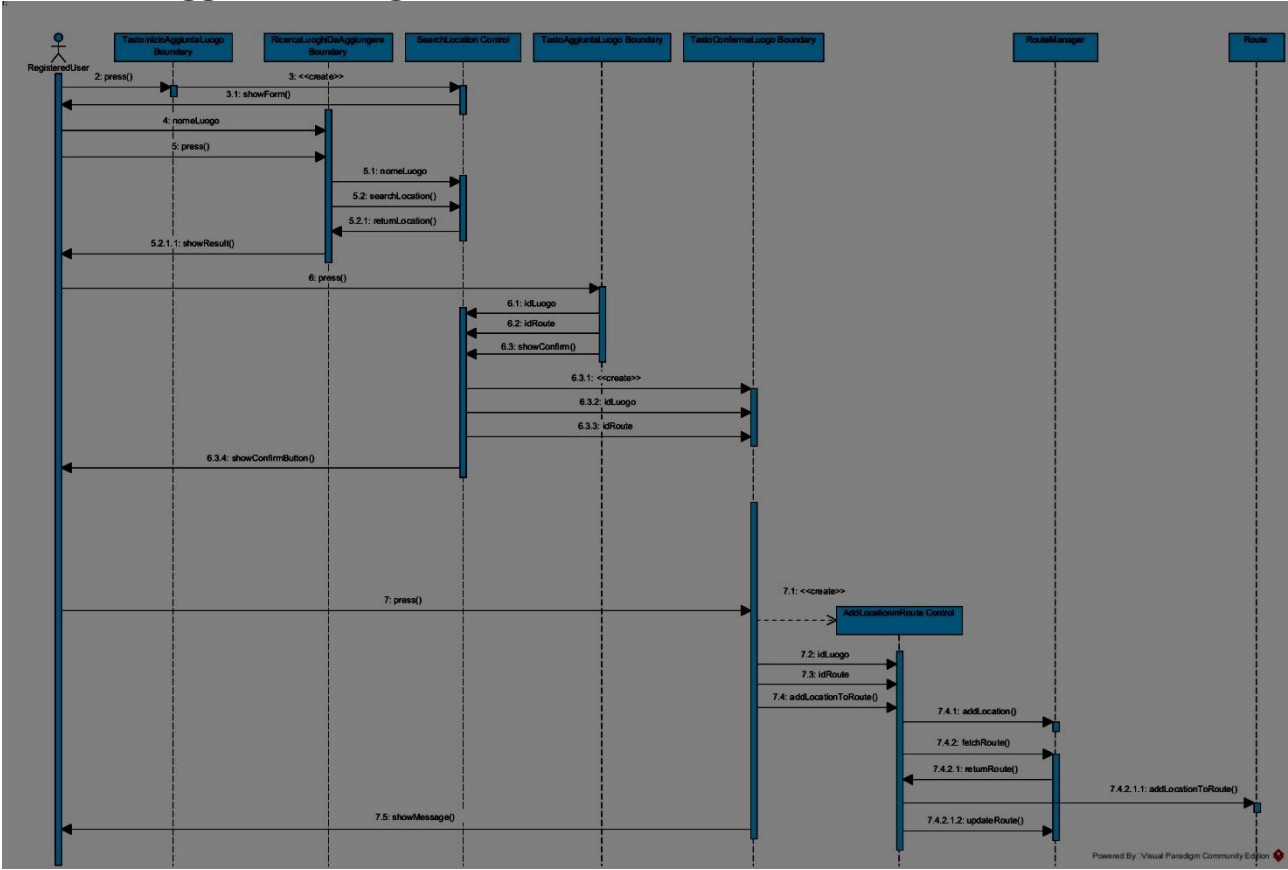 TastoInizioAggiuntaLuogo
Boundary
RicercaLuoghiDaAggiungere
Boundary
SearchLocation Control
TastoAggiuntaLuogo Boundary
TastoConfermaLuogo Boundary
RouteManager
Route
RegisteredUser
2: press()
3: <<create>>
3.1: showForm()
4: nomeLuogo
5: press()
5.1: nomeLuogo
5.2: searchLocation()
5.2.1: returnLocation()
5.2.1.1: showResult()
6: press()
6.1: idLuogo
6.2: idRoute
6.3: showConfirm()
6.3.1: <<create>>
6.3.2: idLuogo
6.3.3: idRoute
6.3.4: showConfirmButton()
7: press()
7.1: <<create>>
AddLocationInRoute Control
7.2: idLuogo
7.3: idRoute
7.4: addLocationToRoute()
7.4.1: addLocation()
7.4.2: fetchRoute()
7.4.2.1: returnRoute()
7.4.2.1.1: addLocationToRoute()
7.5: showMessage()
7.4.2.1.2: updateRoute()
Powered By Visual Paradigm Community Edition